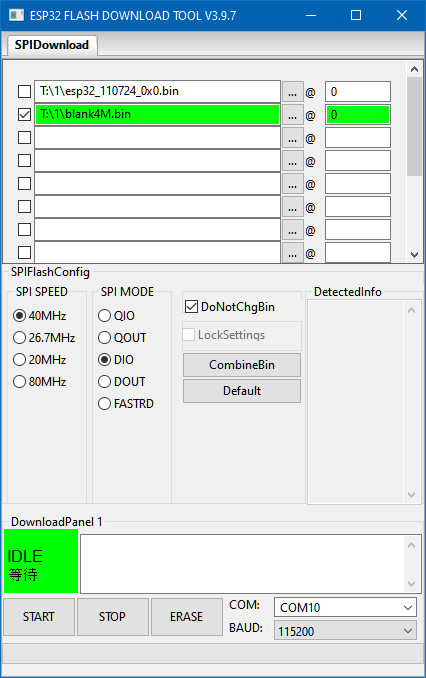 ESP32 FLASH DOWNLOAD TOOL V3.9.7
SPIDownload
T:\1\esp32_110724_0x0.bin ... @ 0
T:\1\blank4M.bin ... @ 0
... @
... @
... @
... @
... @
... @
SPIFlashConfig
SPI SPEED
40MHz
26.7MHz
20MHz
80MHz
SPI MODE
QIO
QOUT
DIO
DOUT
FASTRD
DoNotChgBin
LockSettings
CombineBin
Default
DetectedInfo
DownloadPanel 1
IDLE
等待
START STOP ERASE
COM: COM10
BAUD: 115200